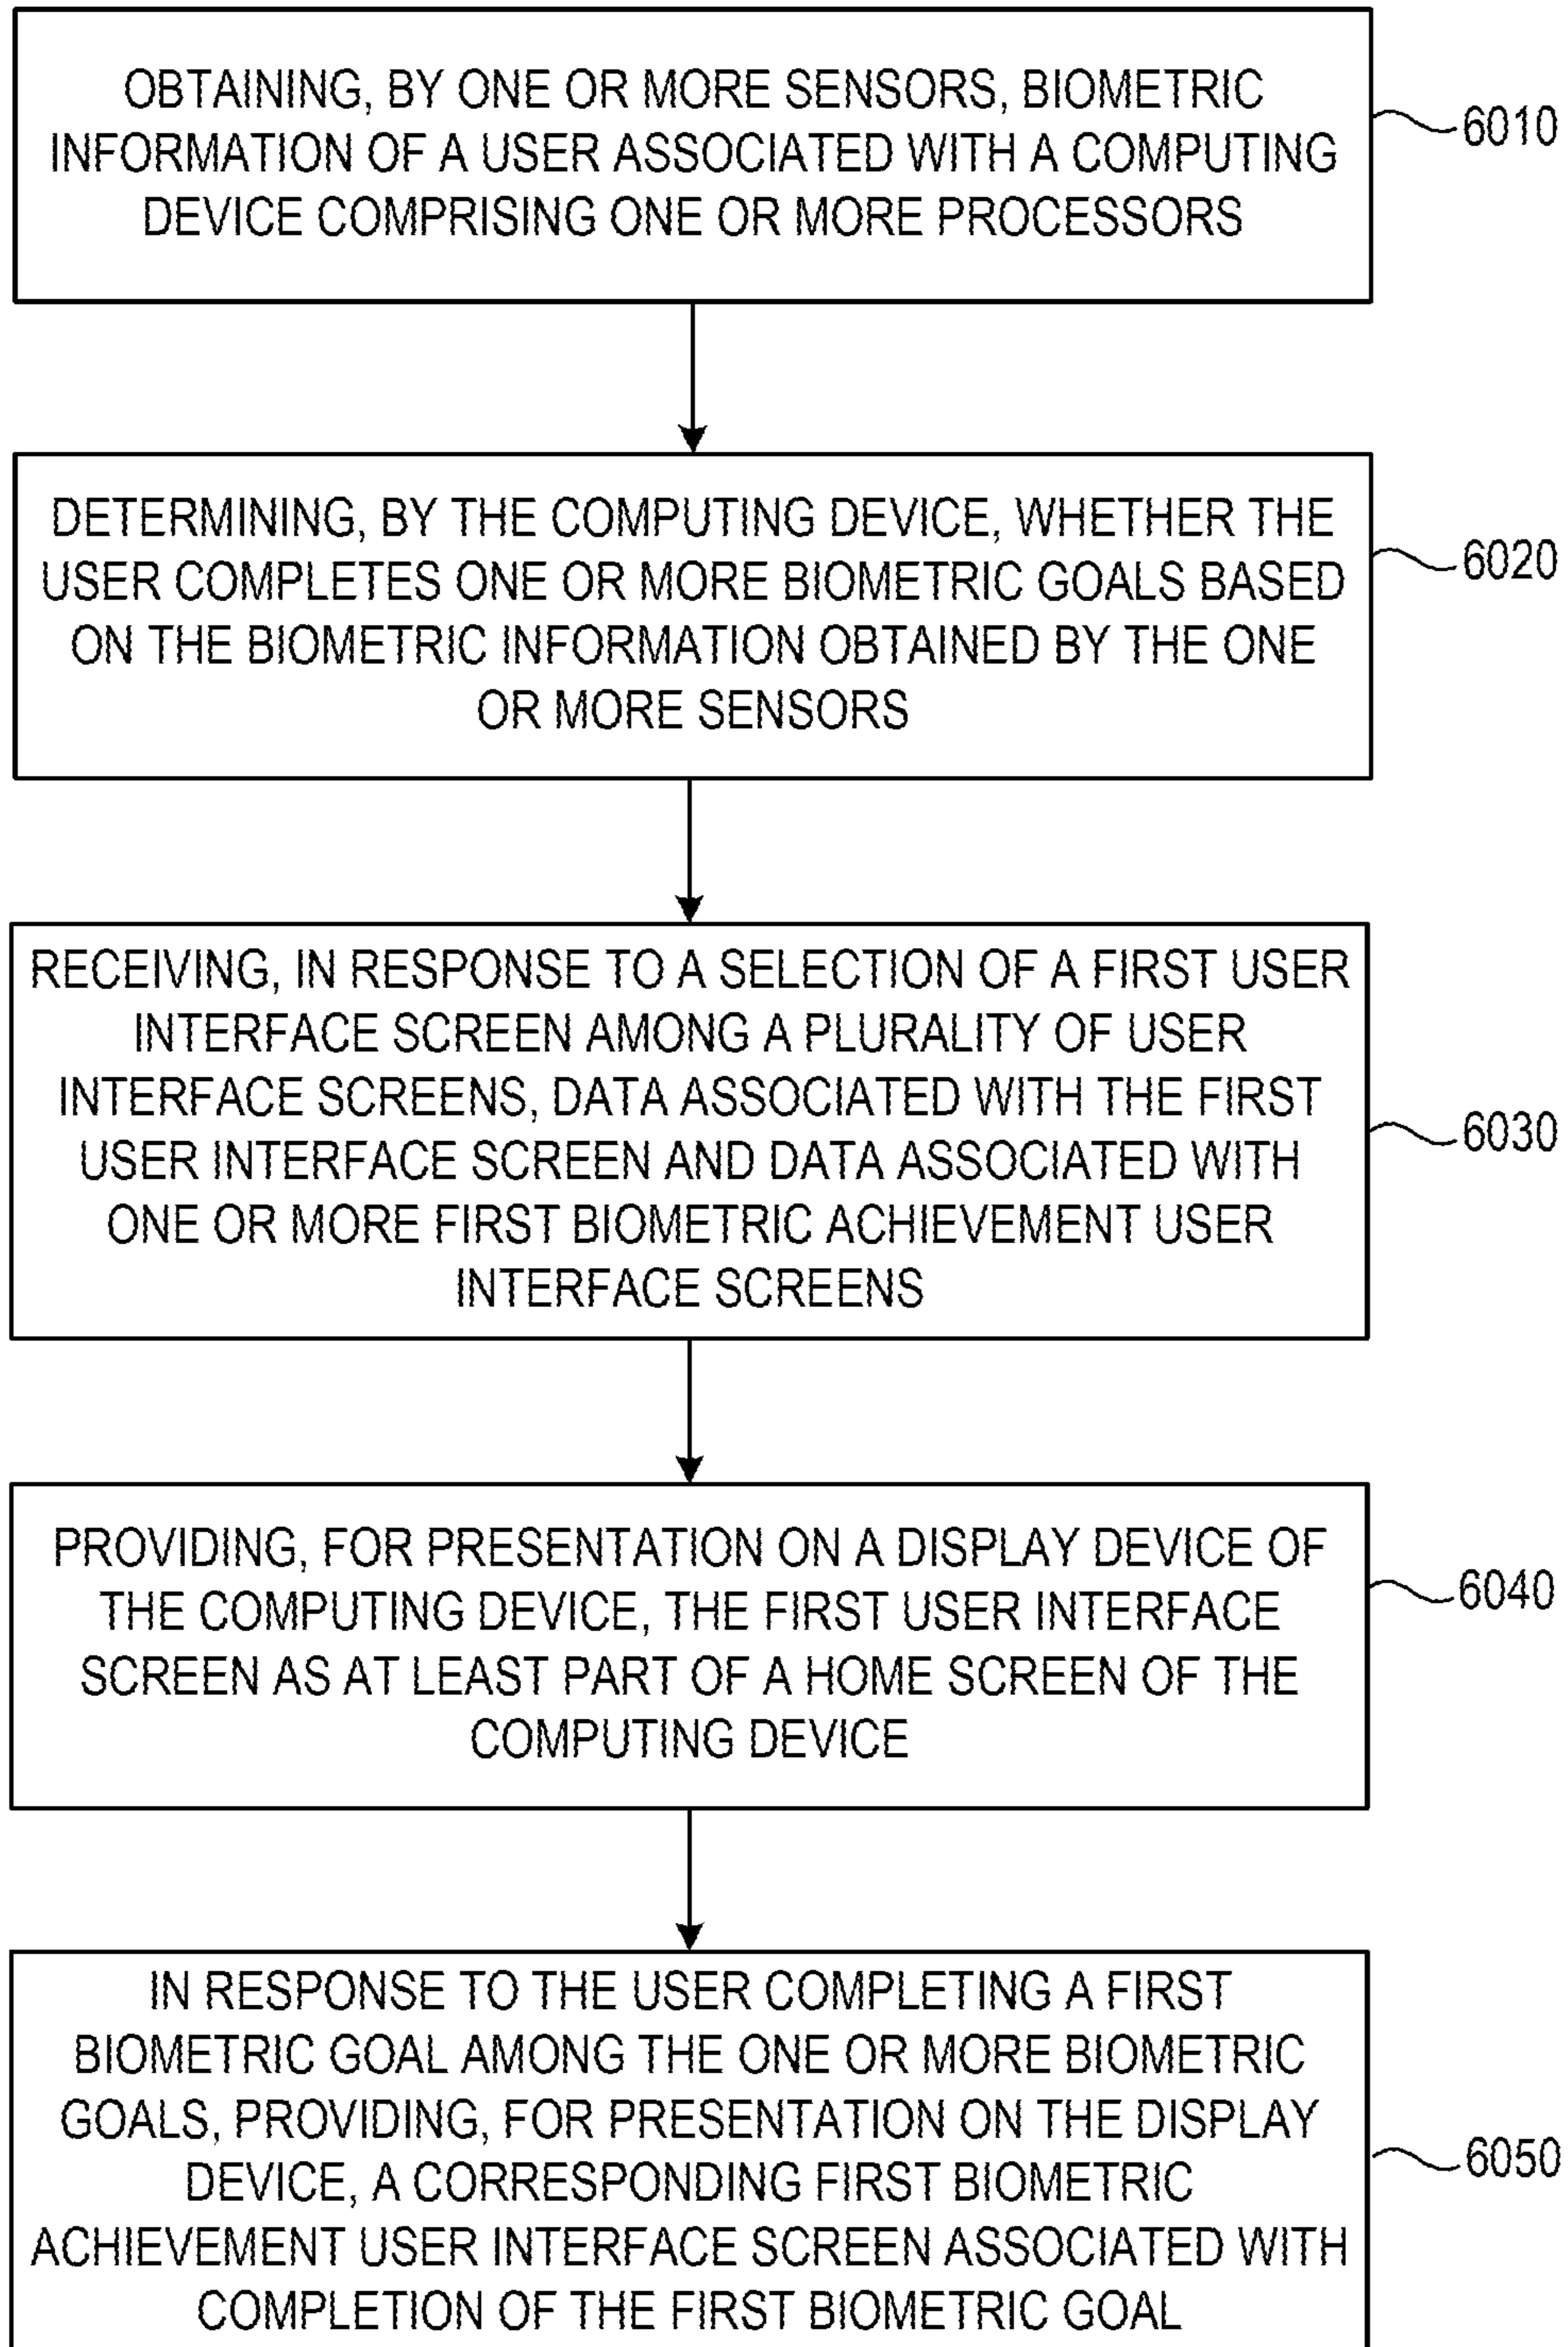 OBTAINING, BY ONE OR MORE SENSORS, BIOMETRIC
INFORMATION OF A USER ASSOCIATED WITH A COMPUTING
DEVICE COMPRISING ONE OR MORE PROCESSORS
6010
DETERMINING, BY THE COMPUTING DEVICE, WHETHER THE
USER COMPLETES ONE OR MORE BIOMETRIC GOALS BASED
ON THE BIOMETRIC INFORMATION OBTAINED BY THE ONE
OR MORE SENSORS
6020
RECEIVING, IN RESPONSE TO A SELECTION OF A FIRST USER
INTERFACE SCREEN AMONG A PLURALITY OF USER
INTERFACE SCREENS, DATA ASSOCIATED WITH THE FIRST
USER INTERFACE SCREEN AND DATA ASSOCIATED WITH
ONE OR MORE FIRST BIOMETRIC ACHIEVEMENT USER
INTERFACE SCREENS
6030
PROVIDING, FOR PRESENTATION ON A DISPLAY DEVICE OF
THE COMPUTING DEVICE, THE FIRST USER INTERFACE
SCREEN AS AT LEAST PART OF A HOME SCREEN OF THE
COMPUTING DEVICE
6040
IN RESPONSE TO THE USER COMPLETING A FIRST
BIOMETRIC GOAL AMONG THE ONE OR MORE BIOMETRIC
GOALS, PROVIDING, FOR PRESENTATION ON THE DISPLAY
DEVICE, A CORRESPONDING FIRST BIOMETRIC
ACHIEVEMENT USER INTERFACE SCREEN ASSOCIATED WITH
COMPLETION OF THE FIRST BIOMETRIC GOAL
6050